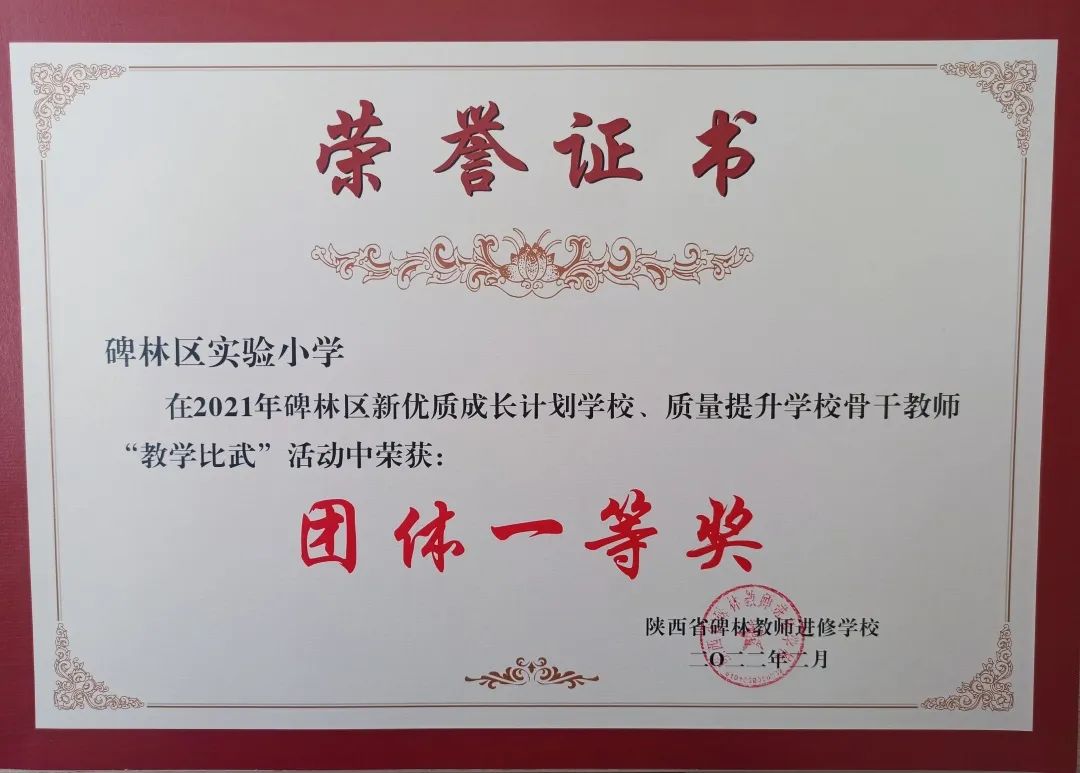 荣誉证书
碑林区实验小学
在2021年碑林区新优质成长计划学校、质量提升学校骨干教师
“教学比武”活动中荣获：
团体一等奖
陕西省碑林教师进修学校
二〇二二年二月